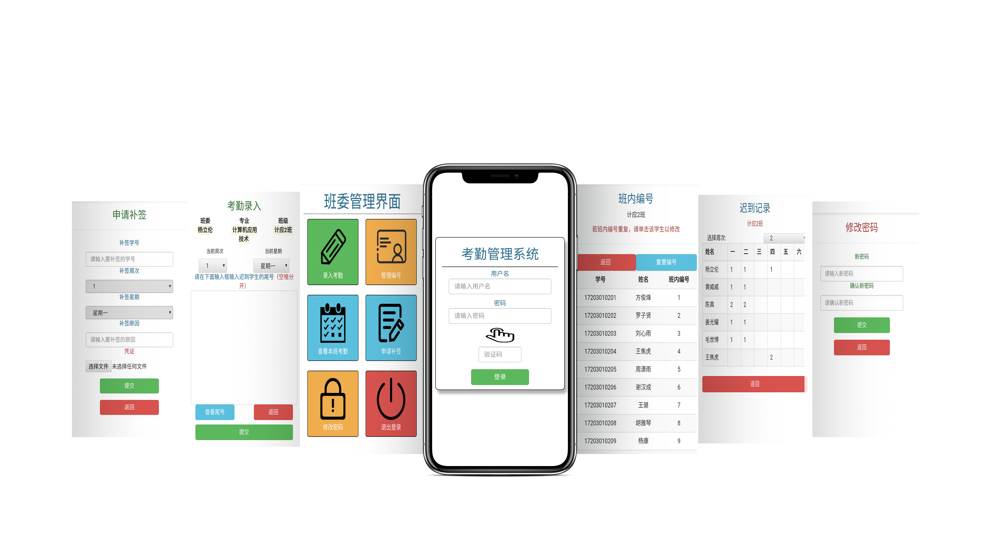 申请补签
补签学号
请输入要补签的学号
补签周次
1
补签星期
星期一
补签原因
请输入要补签的原因
凭证
选择文件 未选择任何文件
提交
返回
考勤录入
班委 专业 班级
杨立伦 计算机应用 计应2班
技术
当前周次 当前星期
1 星期一
请在下面输入框输入迟到学生的尾号（空格分
开）
查看尾号 返回
提交
班委管理界面
录入考勤 管理编号
查看本班考勤 申请补签
修改密码 退出登录
考勤管理系统
用户名
请输入用户名
密码
请输入密码
验证码
登录
班内编号
计应2班
若班内编号重复，请单击该学生以修改
返回 重置编号
学号 姓名 班内编号
17203010201 方俊烽 1
17203010202 罗子贤 2
17203010203 刘心雨 3
17203010204 王焦虎 4
17203010205 周潇雨 5
17203010206 谢汉成 6
17203010207 王健 7
17203010208 胡雅琴 8
17203010209 杨康 9
迟到记录
计应2班
选择周次: 2
姓名 一 二 三 四 五 六
杨立伦 1 1 1
黄威威 1 1
陈真 2 2
姜光耀 1 1
毛世博 1 1
王焦虎 2
返回
修改密码
新密码
请输入新密码
确认新密码
请确认新密码
提交
返回